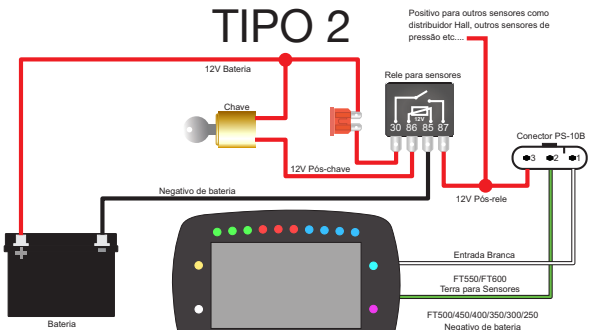 TIPO 2
Positivo para outros sensores como
distribuidor Hall, outros sensores de
pressão etc....
12V Bateria
Rele para sensores
Chave
12V
30 86 85 87
Conector PS-10B
3 2 1
12V Pós-chave
Negativo de bateria
12V Pós-rele
Entrada Branca
FT550/FT600
Terra para Sensores
FT500/450/400/350/300/250
Negativo de bateria
+ -
Bateria